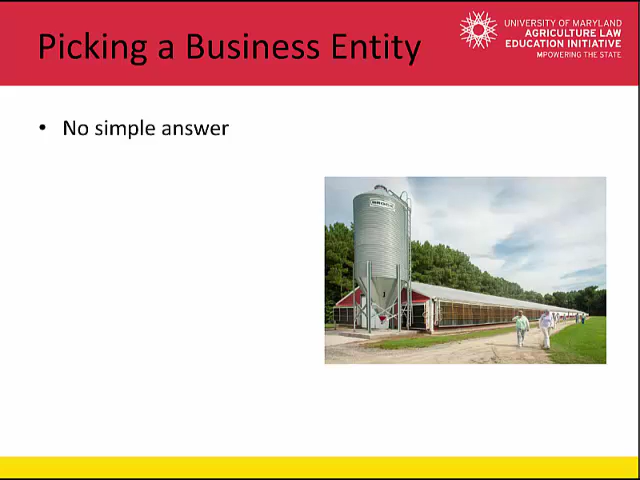 Picking a Business Entity
UNIVERSITY OF MARYLAND
AGRICULTURE LAW
EDUCATION INITIATIVE
MPOWERING THE STATE
• No simple answer